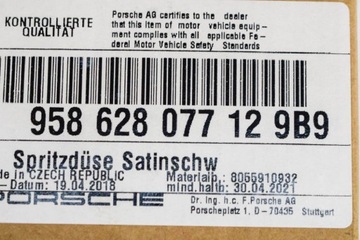 KONTROLLIERTE
QUALITÄT
Porsche AG certifies to the dealer
that this item of motor vehicle equip-
ment complies with all applicable Fe-
deral Motor Vehicle Safety Standards
958 628 077 12 9B9
Spritzdüse Satinschw
de in CZECH REPUBLIC
Materialp.: 8055910932
- Datum: 19.04.2018
mind.haltb: 30.04.2021
PORSCHE
Dr. Ing. h.c. F.Porsche AG
Porscheplatz 1, D-70435 Stuttgart